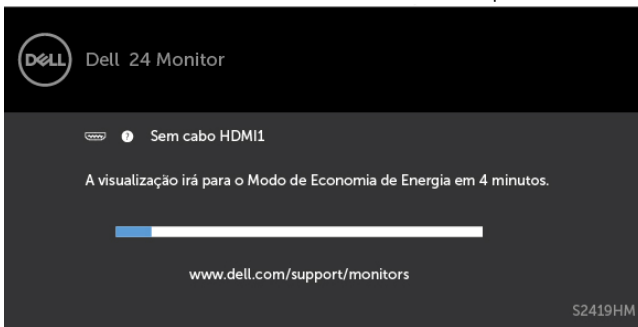 DELL
Dell 24 Monitor
Sem cabo HDMI1
A visualização irá para o Modo de Economia de Energia em 4 minutos.
www.dell.com/support/monitors
S2419HM